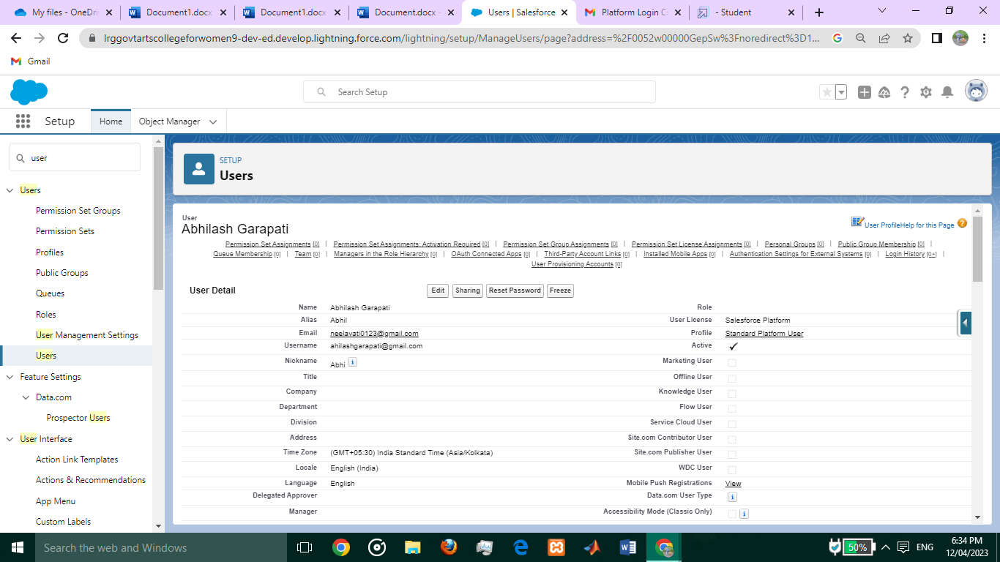 My files - OneDriv
Document1.docx
Document1.docx
Document.docx -
Users | Salesforce
Platform Login C
- Student
lrggovtartscollegeforwomen9-dev-ed.develop.lightning.force.com/lightning/setup/ManageUsers/page?address=%2F0052w00000GepSw%3Fnoredirect%3D1...
Gmail
Search Setup
Setup
Home
Object Manager
user
Users
Permission Set Groups
Permission Sets
Profiles
Public Groups
Queues
Roles
User Management Settings
Users
Feature Settings
Data.com
Prospector Users
User Interface
Action Link Templates
Actions & Recommendations
App Menu
Custom Labels
SETUP
Users
User
Abhilash Garapati
User Profile Help for this Page
Permission Set Assignments [0] | Permission Set Assignments: Activation Required [0] | Permission Set Group Assignments [0] | Permission Set License Assignments [0] | Personal Groups [0] | Public Group Membership [0] |
Queue Membership [0] | Team [0] | Managers in the Role Hierarchy [0] | OAuth Connected Apps [0] | Third-Party Account Links [0] | Installed Mobile Apps [0] | Authentication Settings for External Systems [0] | Login History [0+] |
User Provisioning Accounts [0]
User Detail Edit Sharing Reset Password Freeze
Name Abhilash Garapati Role
Alias Abhil User License Salesforce Platform
Email neelavati0123@gmail.com Profile Standard Platform User
Username ahilashgarapati@gmail.com Active ✓
Nickname Abhi i Marketing User
Title Offline User
Company Knowledge User
Department Flow User
Division Service Cloud User
Address Site.com Contributor User
Time Zone (GMT+05:30) India Standard Time (Asia/Kolkata) Site.com Publisher User
Locale English (India) WDC User
Language English Mobile Push Registrations View
Delegated Approver Data.com User Type i
Manager Accessibility Mode (Classic Only) i
Search the web and Windows
50%
ENG
6:34 PM
12/04/2023